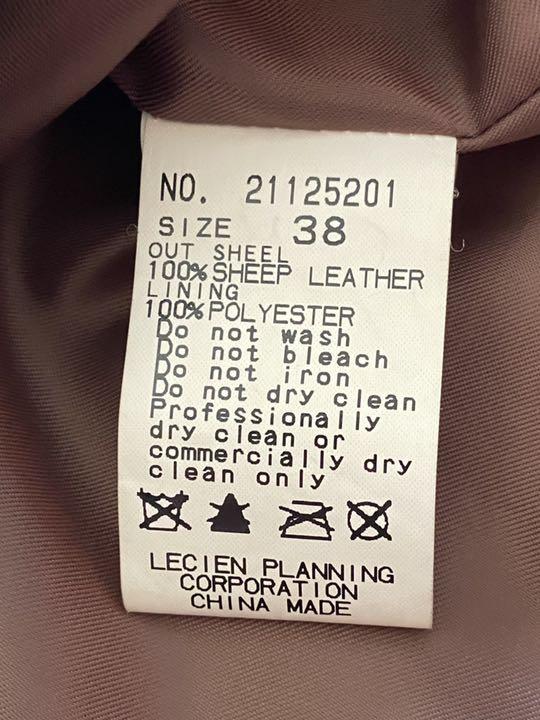 NO. 21125201
SIZE 38
OUT SHEEL
100% SHEEP LEATHER
LINING
100% POLYESTER
Do not wash
Do not bleach
Do not iron
Do not dry clean
Professionally
dry clean or
commercially dry
clean only
LECIEN PLANNING
CORPORATION
CHINA MADE